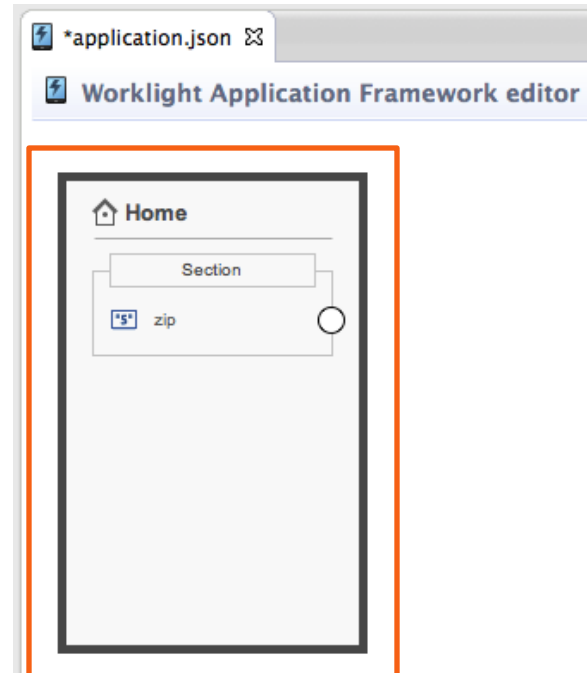 *application.json
Worklight Application Framework editor
Home
Section
"S" zip